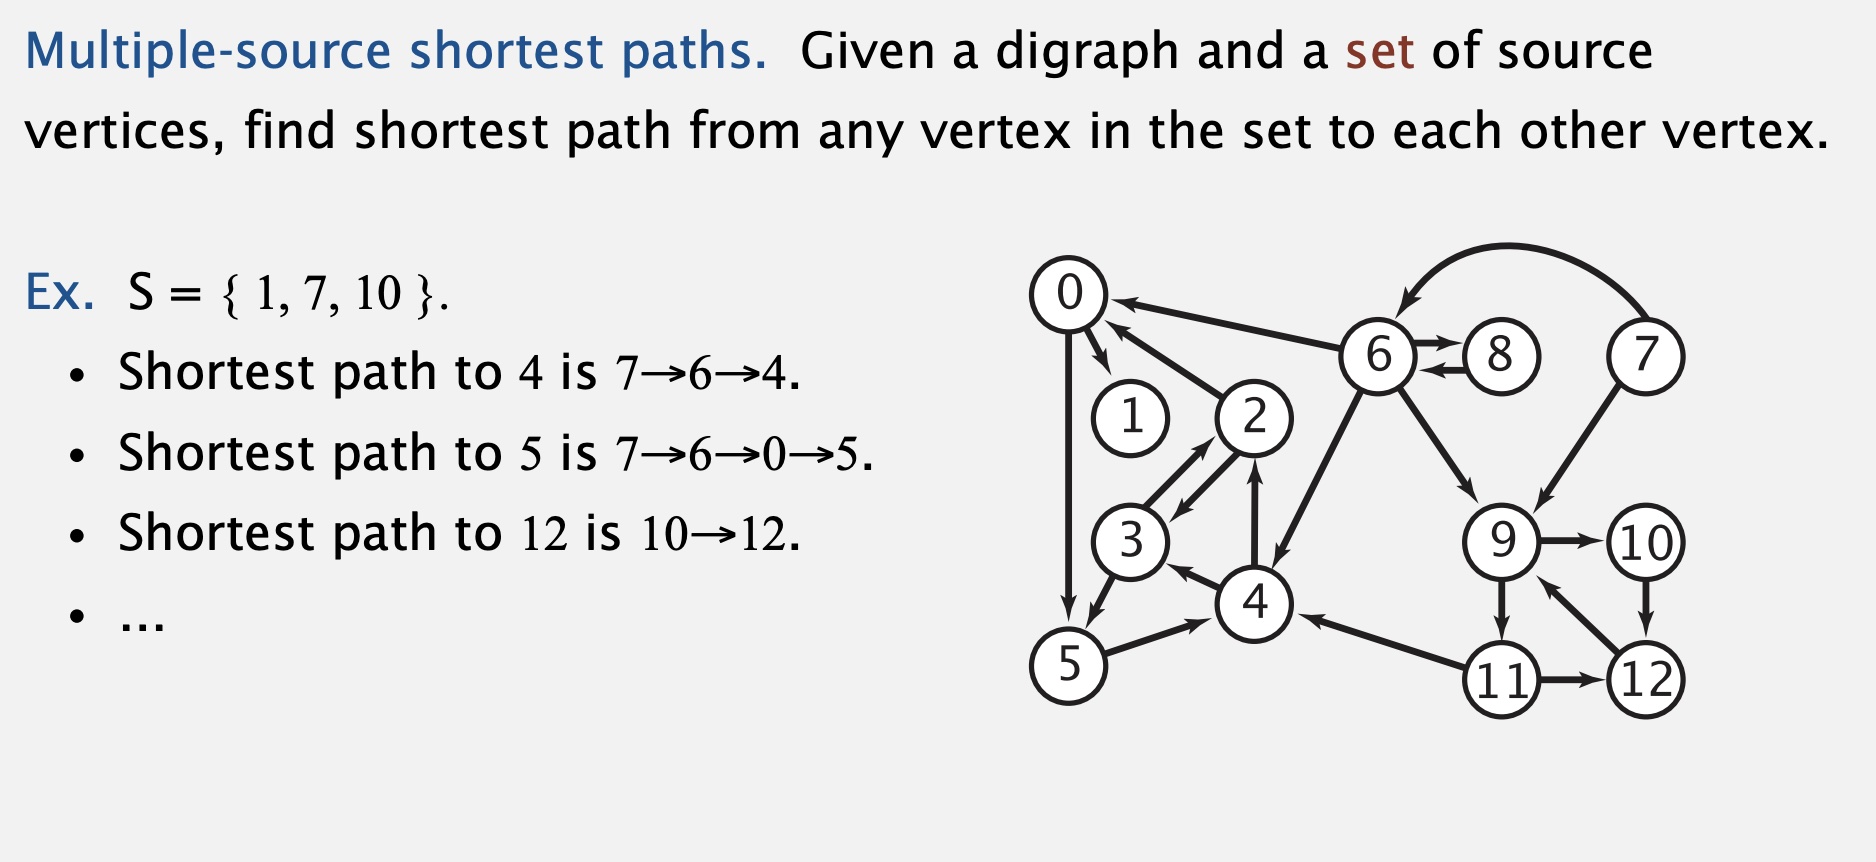 Multiple-source shortest paths. Given a digraph and a set of source
vertices, find shortest path from any vertex in the set to each other vertex.
Ex. S = { 1, 7, 10 }.
• Shortest path to 4 is 7→6→4.
• Shortest path to 5 is 7→6→0→5.
• Shortest path to 12 is 10→12.
• ...
0
6
8
7
1
2
3
9
10
4
5
11
12